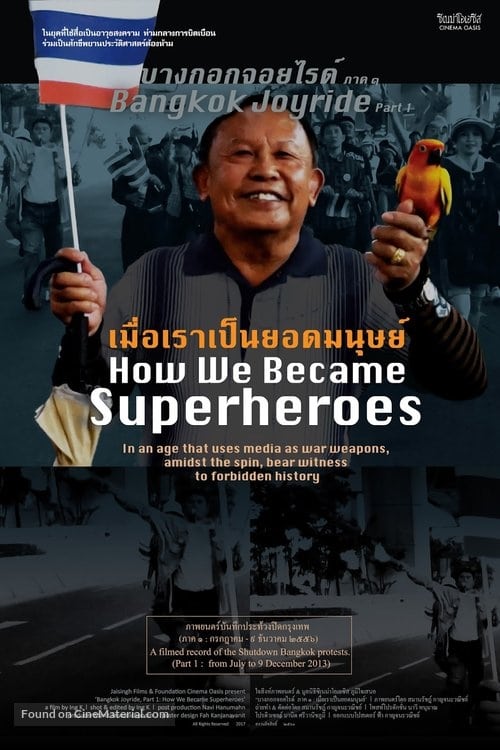 ในยุคที่ใช้สื่อเป็นอาวุธสงคราม ท่ามกลางการบิดเบือน
ร่วมเป็นสักขีพยานประวัติศาสตร์ต้องห้าม
ซีเนม่าโอเอซิส
CINEMA OASIS
บางกอกจอยไรด์ ภาค ๑
Bangkok Joyride Part 1
เมื่อเราเป็นยอดมนุษย์
How We Became
Superheroes
In an age that uses media as war weapons,
amidst the spin, bear witness
to forbidden history
ภาพยนตร์บันทึกประท้วงปิดกรุงเทพ
(ภาค ๑ : กรกฎาคม - ๙ ธันวาคม ๒๕๕๖)
A filmed record of the Shutdown Bangkok protests.
(Part 1 : from July to 9 December 2013)
Jaisingh Films & Foundation Cinema Oasis present
'Bangkok Joyride, Part 1: How We Became Superheroes'
a film by Ing K | shot & edited by Ing K | post production Navi Hanumahn
poster design Fah Kanjanavanit
All Rights Reserved 2017
Found on CineMaterial.com